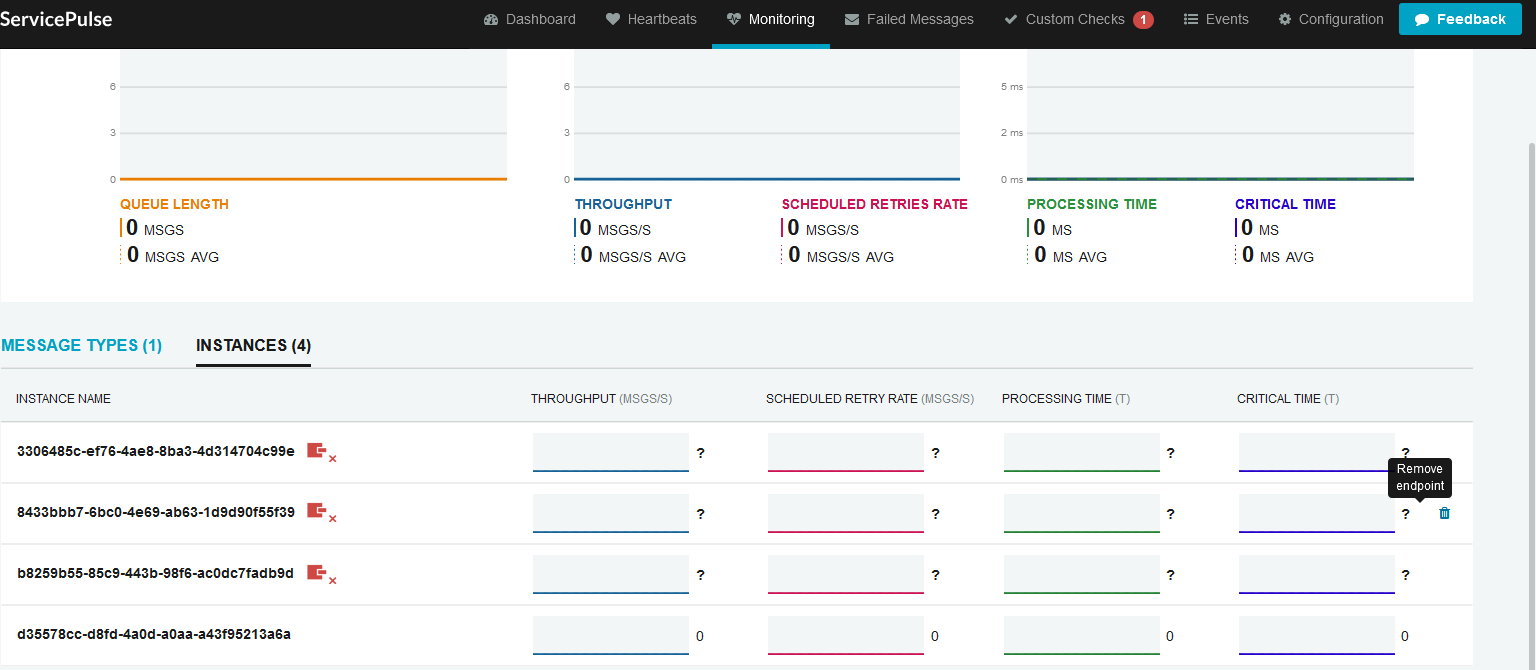 ServicePulse Dashboard Heartbeats Monitoring Failed Messages Custom Checks 1 Events Configuration Feedback
6 6 5 ms
3 3 2 ms
0 0 0 ms
QUEUE LENGTH THROUGHPUT SCHEDULED RETRIES RATE PROCESSING TIME CRITICAL TIME
0 MSGS 0 MSGS/S 0 MSGS/S 0 MS 0 MS
0 MSGS AVG 0 MSGS/S AVG 0 MSGS/S AVG 0 MS AVG 0 MS AVG
MESSAGE TYPES (1) INSTANCES (4)
INSTANCE NAME THROUGHPUT (MSGS/S) SCHEDULED RETRY RATE (MSGS/S) PROCESSING TIME (T) CRITICAL TIME (T)
3306485c-ef76-4ae8-8ba3-4d314704c99e ? ? ? ?
Remove
endpoint
8433bbb7-6bc0-4e69-ab63-1d9d90f55f39 ? ? ? ?
b8259b55-85c9-443b-98f6-ac0dc7fadb9d ? ? ? ?
d35578cc-d8fd-4a0d-a0aa-a43f95213a6a 0 0 0 0